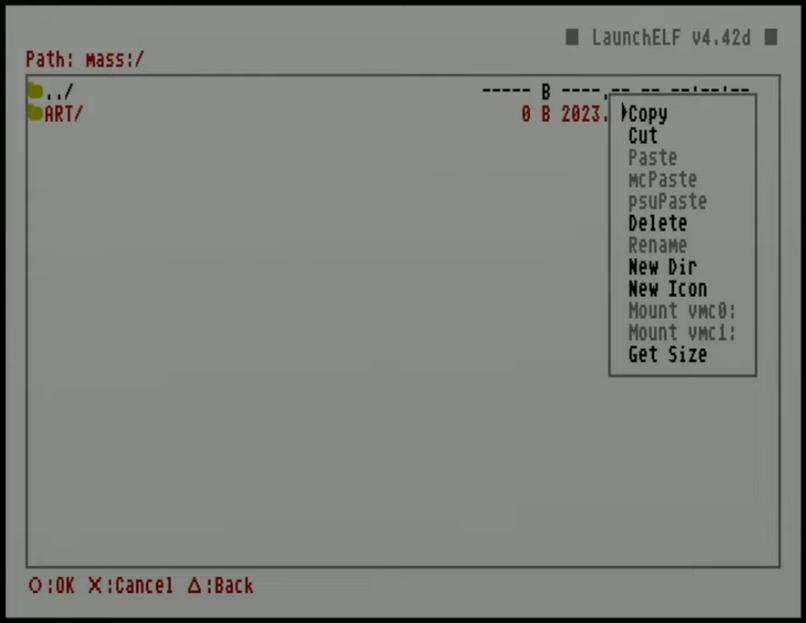 ■ LaunchELF v4.42d ■
Path: mass:/
../ ----- B ----.-- -- --:--:--
ART/ 0 B 2023.
Copy
Cut
Paste
mcPaste
psuPaste
Delete
Rename
New Dir
New Icon
Mount vmc0:
Mount vmc1:
Get Size
○:OK ×:Cancel △:Back